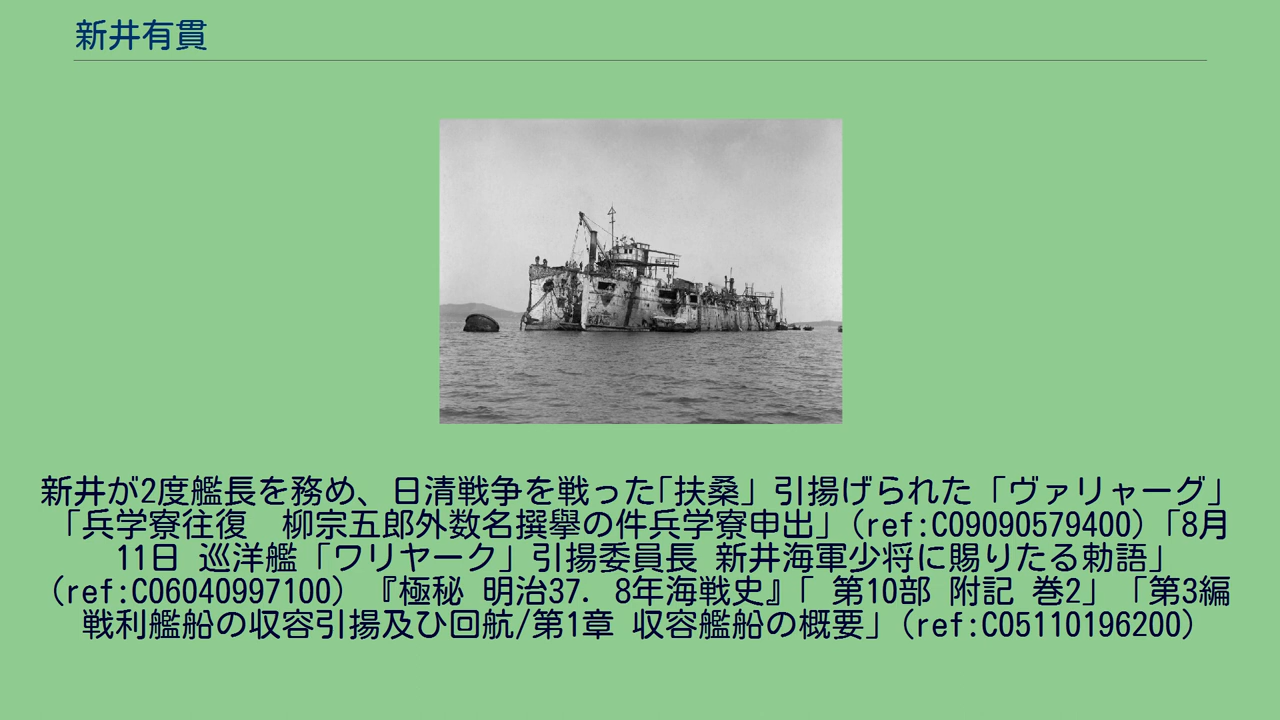 新井有貫
新井が2度艦長を務め、日清戦争を戦った「扶桑」引揚げられた「ヴァリャーグ」
「兵学寮往復　柳宗五郎外数名撰擧の件兵学寮申出」(ref:C09090579400)「8月
11日 巡洋艦「ワリヤーク」引揚委員長 新井海軍少将に賜りたる勅語」
(ref:C06040997100) 『極秘 明治37．8年海戦史』「 第10部 附記 巻2」「第3編
戦利艦船の収容引揚及ひ回航/第1章 収容艦船の概要」(ref:C05110196200)